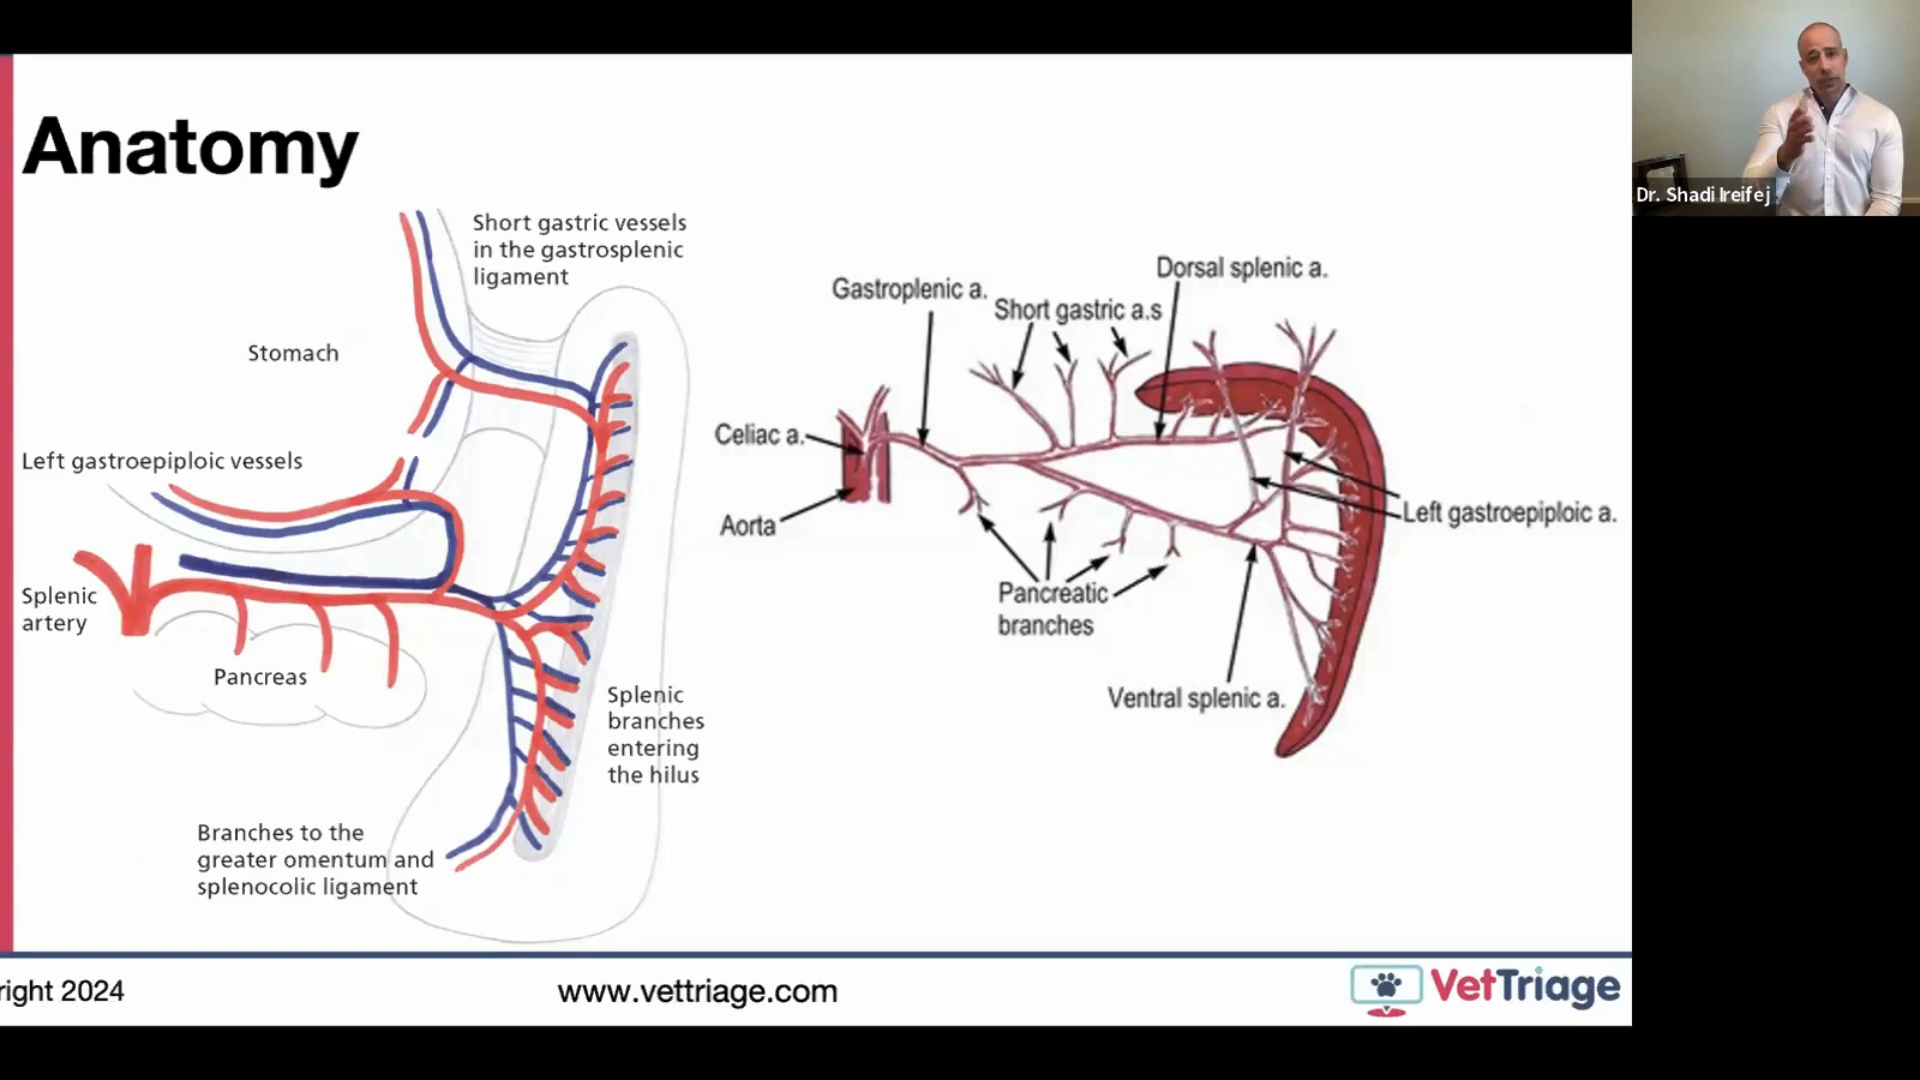 Anatomy
Short gastric vessels
in the gastrosplenic
ligament
Stomach
Left gastroepiploic vessels
Splenic
artery
Pancreas
Splenic
branches
entering
the hilus
Branches to the
greater omentum and
splenocolic ligament
Gastroplenic a.
Short gastric a.s
Dorsal splenic a.
Celiac a.
Aorta
Left gastroepiploic a.
Pancreatic
branches
Ventral splenic a.
right 2024
www.vettriage.com
VetTriage
Dr. Shadi Ireifej